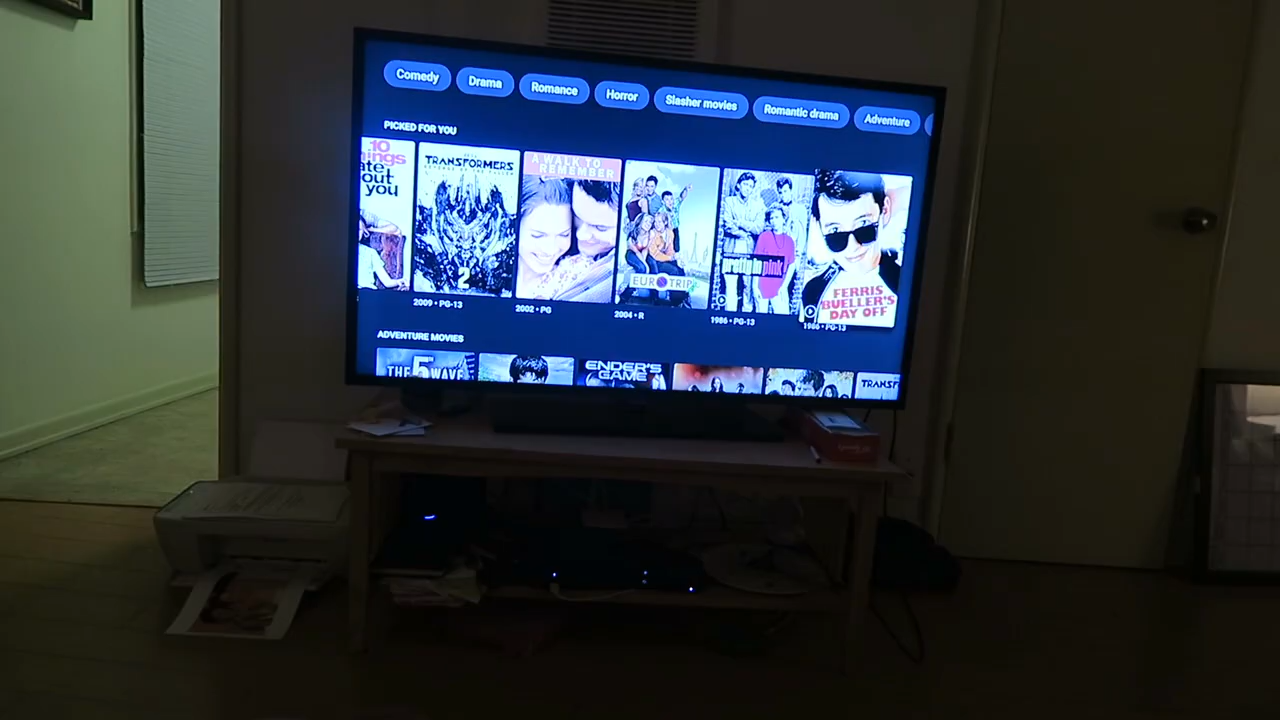 Comedy
Drama
Romance
Horror
Slasher movies
Romantic drama
Adventure
PICKED FOR YOU
10
out
you
TRANSFORMERS
2
2009 • PG-13
A WALK TO
REMEMBER
2002 • PG
EUROTRIP
2004 • R
pretty in pink
1986 • PG-13
FERRIS
BUELLER'S
DAY OFF
1986 • PG-13
ADVENTURE MOVIES
THE 5TH WAVE
ENDER'S
GAME
TRANSF